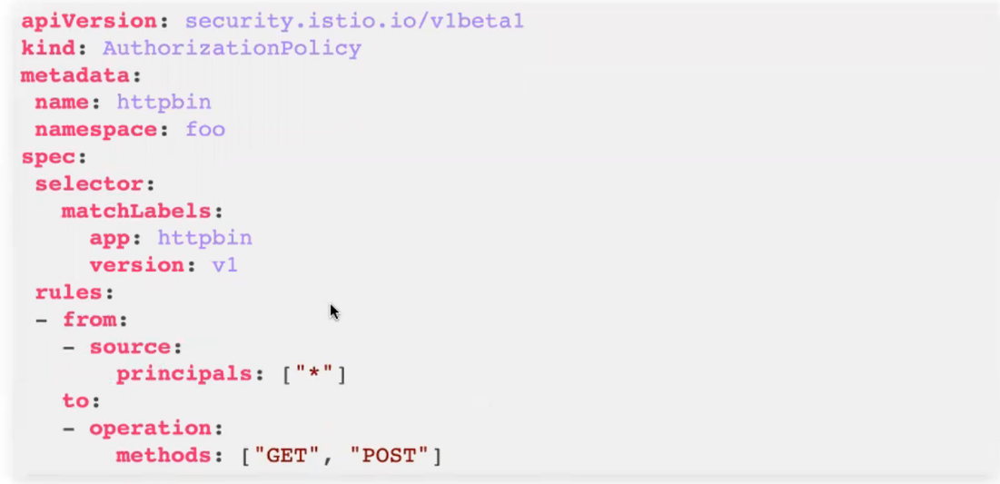 apiVersion: security.istio.io/v1beta1
kind: AuthorizationPolicy
metadata:
 name: httpbin
 namespace: foo
spec:
 selector:
   matchLabels:
     app: httpbin
     version: v1
 rules:
 - from:
   - source:
       principals: ["*"]
   to:
   - operation:
       methods: ["GET", "POST"]